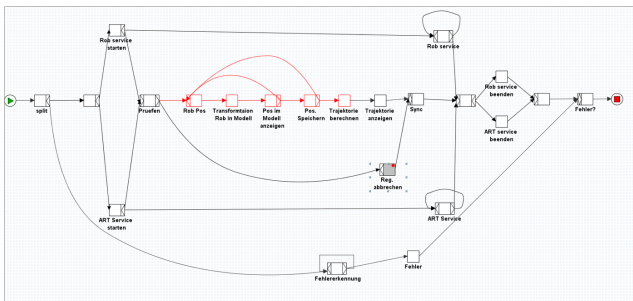 Rob service
starten
Rob service
split
Pruefen
Rob Pos
Transformtaion
Rob in Modell
Pos im
Modell
anzeigen
Pos.
Speichern
Trajektorie
berechnen
Trajektorie
anzeigen
Sync
Rob service
beenden
ART service
beenden
Fehler?
Reg.
abbrechen
ART Service
starten
ART Service
Fehler
Fehlererkennung